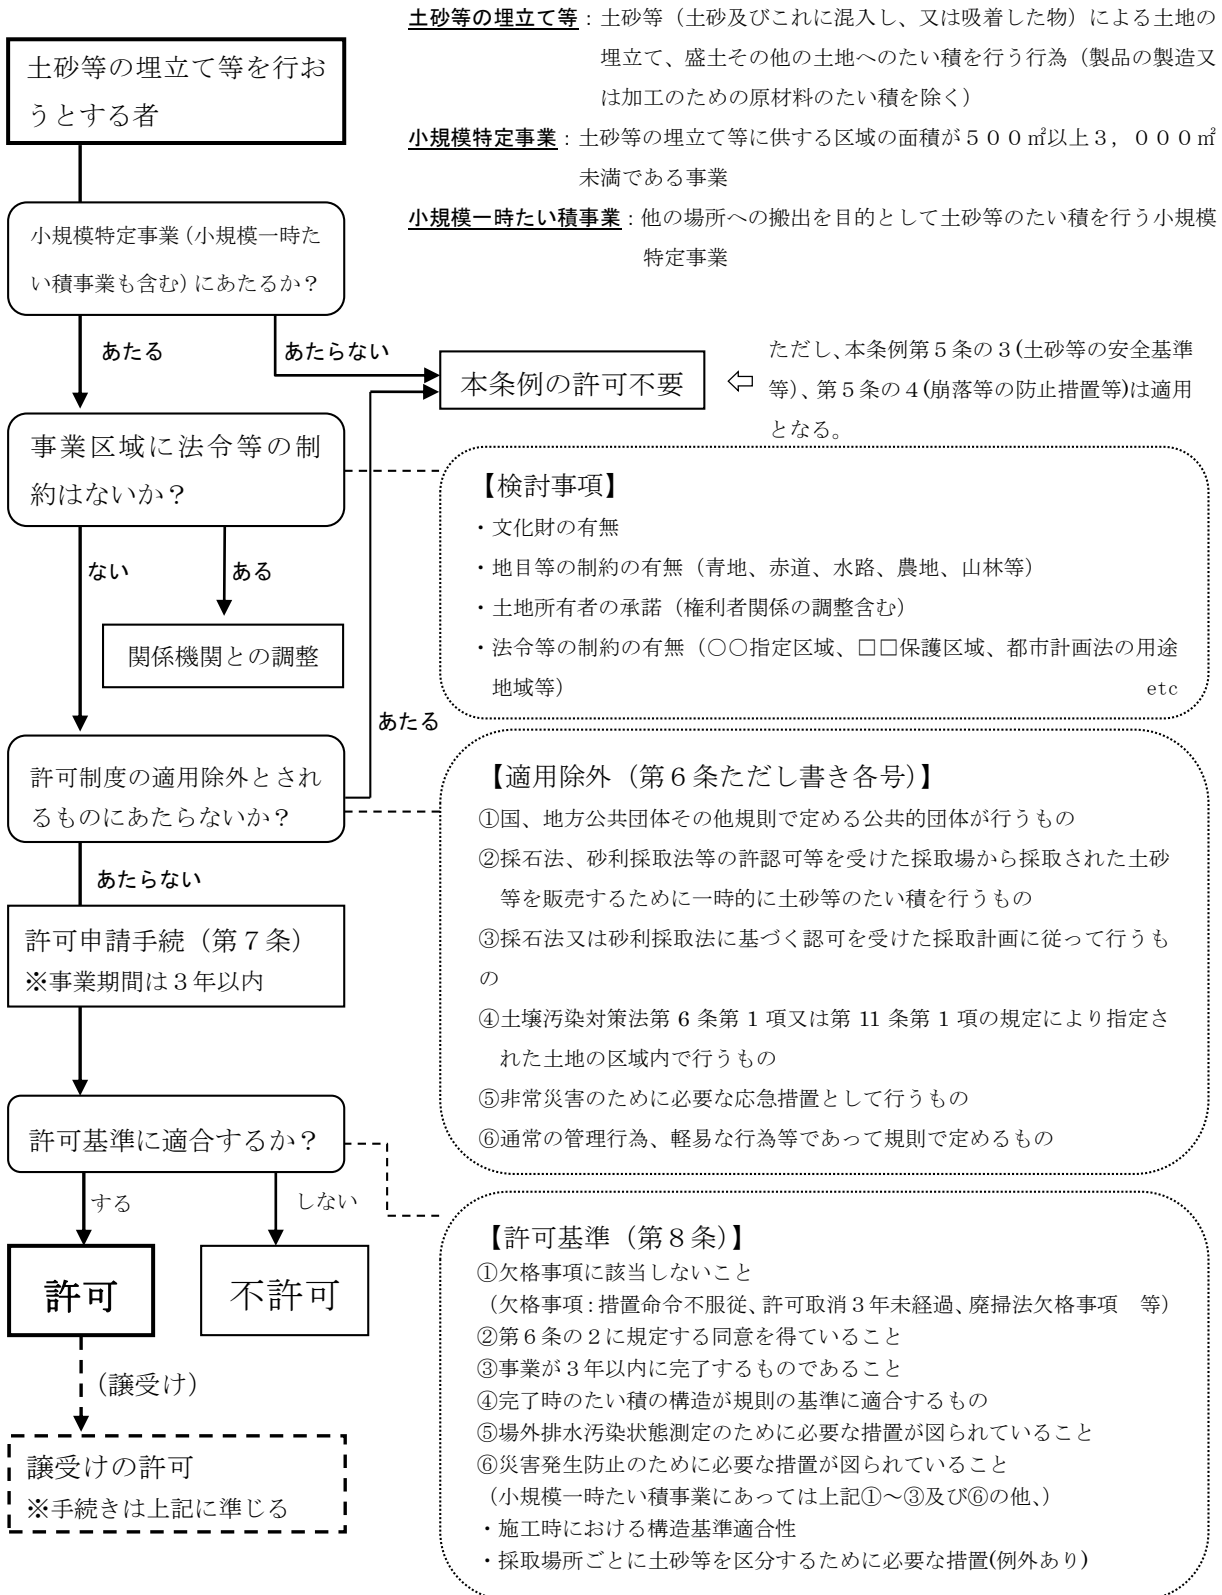 土砂等の埋立て等：土砂等（土砂及びこれに混入し、又は吸着した物）による土地の
埋立て、盛土その他の土地へのたい積を行う行為（製品の製造又
は加工のための原材料のたい積を除く）
小規模特定事業：土砂等の埋立て等に供する区域の面積が５００㎡以上３，０００㎡
未満である事業
小規模一時たい積事業：他の場所への搬出を目的として土砂等のたい積を行う小規模
特定事業
土砂等の埋立て等を行お
うとする者
小規模特定事業（小規模一時た
い積事業も含む）にあたるか？
あたる
あたらない
本条例の許可不要
ただし、本条例第５条の３(土砂等の安全基準
等)、第５条の４(崩落等の防止措置等)は適用
となる。
事業区域に法令等の制
約はないか？
ない
ある
関係機関との調整
【検討事項】
・文化財の有無
・地目等の制約の有無（青地、赤道、水路、農地、山林等）
・土地所有者の承諾（権利者関係の調整含む）
・法令等の制約の有無（○○指定区域、□□保護区域、都市計画法の用途
地域等）
etc
あたる
許可制度の適用除外とされ
るものにあたらないか？
あたらない
【適用除外（第６条ただし書き各号）】
①国、地方公共団体その他規則で定める公共的団体が行うもの
②採石法、砂利採取法等の許認可等を受けた採取場から採取された土砂
等を販売するために一時的に土砂等のたい積を行うもの
③採石法又は砂利採取法に基づく認可を受けた採取計画に従って行うも
の
④土壌汚染対策法第 6 条第 1 項又は第 11 条第 1 項の規定により指定さ
れた土地の区域内で行うもの
⑤非常災害のために必要な応急措置として行うもの
⑥通常の管理行為、軽易な行為等であって規則で定めるもの
許可申請手続（第７条）
※事業期間は３年以内
許可基準に適合するか？
する
しない
許可
不許可
（譲受け）
譲受けの許可
※手続きは上記に準じる
【許可基準（第８条）】
①欠格事項に該当しないこと
（欠格事項：措置命令不服従、許可取消３年未経過、廃掃法欠格事項　等）
②第６条の２に規定する同意を得ていること
③事業が３年以内に完了するものであること
④完了時のたい積の構造が規則の基準に適合するもの
⑤場外排水汚染状態測定のために必要な措置が図られていること
⑥災害発生防止のために必要な措置が図られていること
（小規模一時たい積事業にあっては上記①～③及び⑥の他、）
・施工時における構造基準適合性
・採取場所ごとに土砂等を区分するために必要な措置(例外あり)